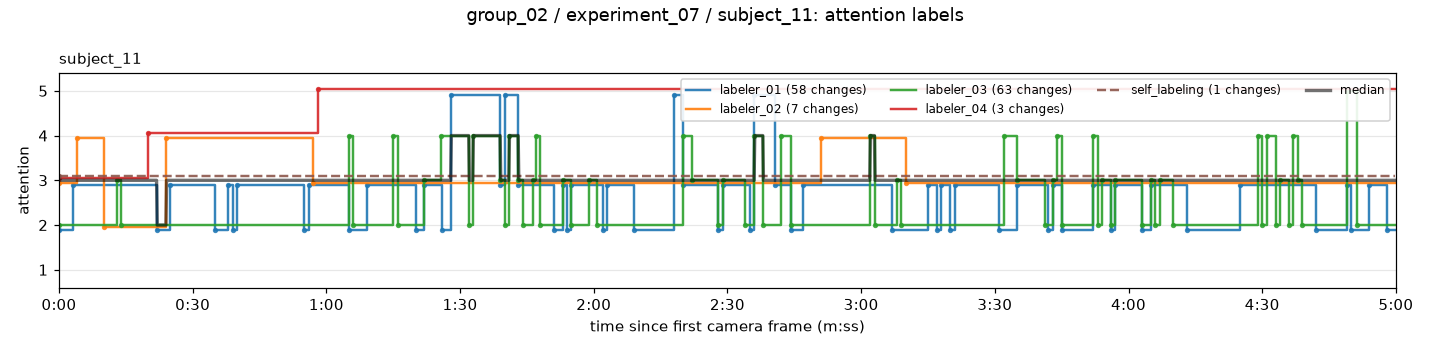 group_02 / experiment_07 / subject_11: attention labels
subject_11
labeler_01 (58 changes)
labeler_02 (7 changes)
labeler_03 (63 changes)
labeler_04 (3 changes)
self_labeling (1 changes)
median
attention
5
4
3
2
1
0:00 0:30 1:00 1:30 2:00 2:30 3:00 3:30 4:00 4:30 5:00
time since first camera frame (m:ss)